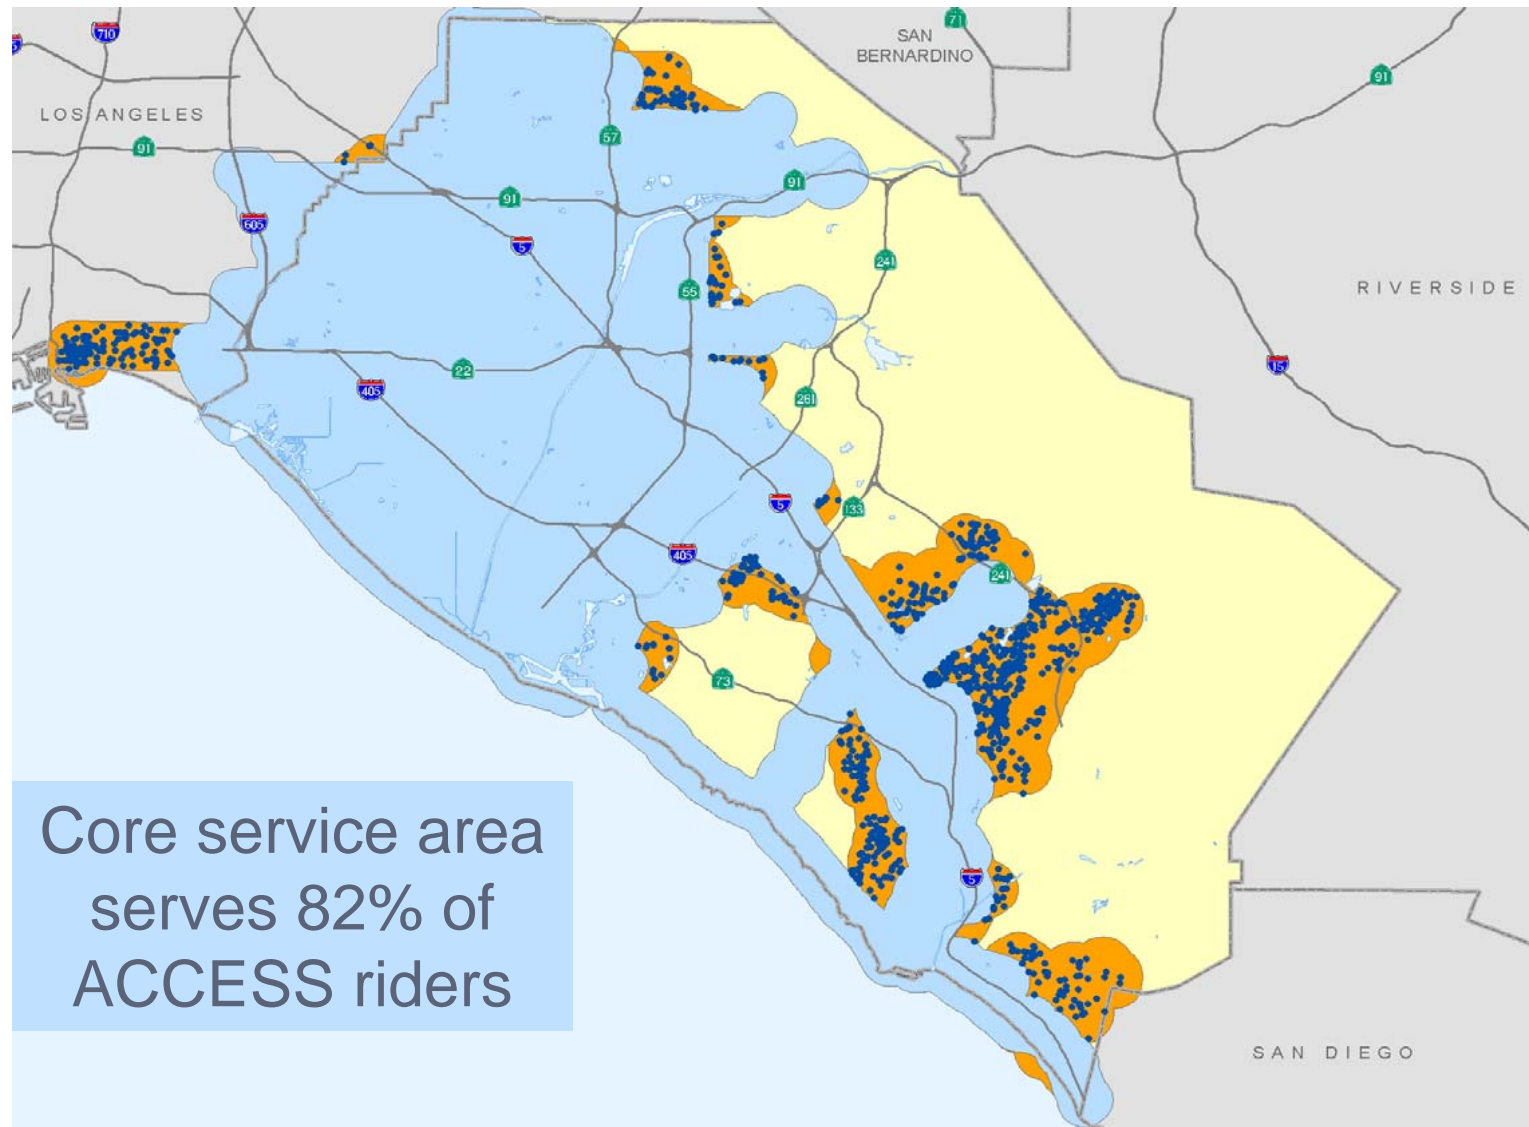 71
SAN
BERNARDINO
5
710
91
LOS ANGELES
57
91
91
91
605
5
241
55
RIVERSIDE
22
405
261
15
5
133
405
241
73
Core service area
serves 82% of
ACCESS riders
5
SAN DIEGO